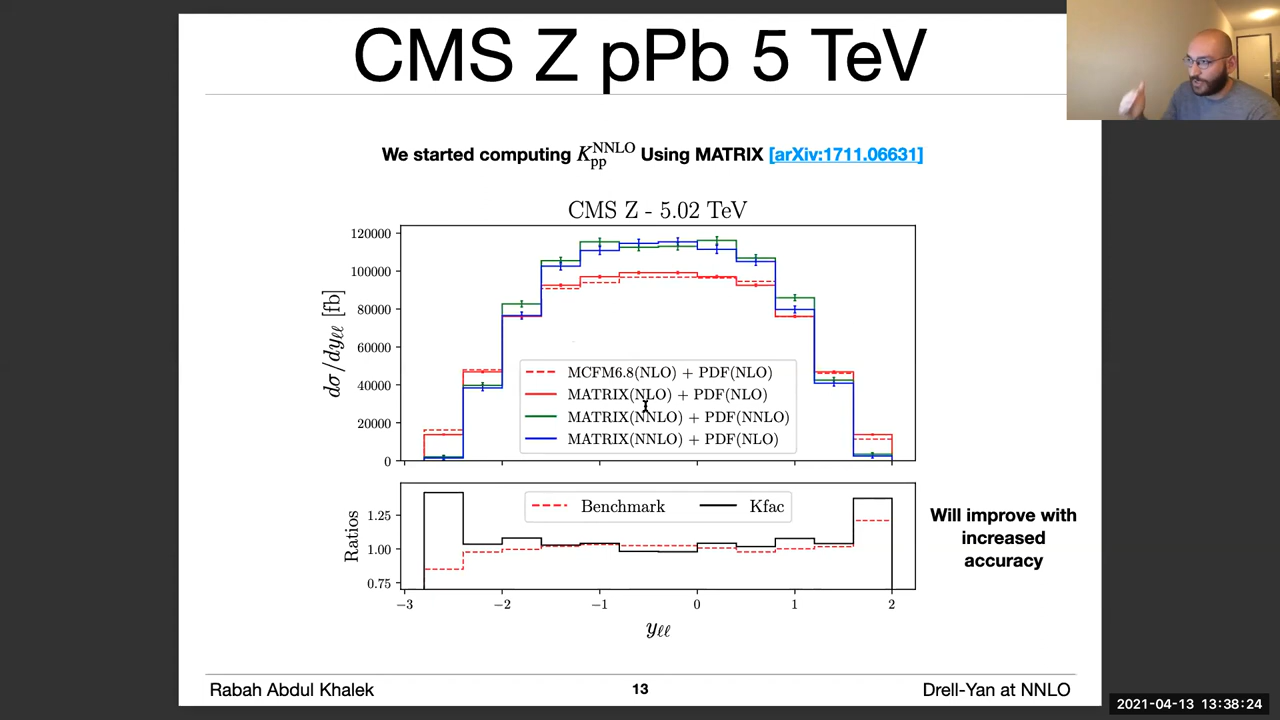 CMS Z pPb 5 TeV
We started computing K_pp^NNLO Using MATRIX [arXiv:1711.06631]
CMS Z - 5.02 TeV
dσ/dyℓℓ [fb]
120000
100000
80000
60000
40000
20000
0
MCFM6.8(NLO) + PDF(NLO)
MATRIX(NLO) + PDF(NLO)
MATRIX(NNLO) + PDF(NNLO)
MATRIX(NNLO) + PDF(NLO)
Ratios
1.25
1.00
0.75
Benchmark Kfac
Will improve with
increased
accuracy
−3 −2 −1 0 1 2
yℓℓ
Rabah Abdul Khalek 13 Drell-Yan at NNLO
2021-04-13 13:38:24